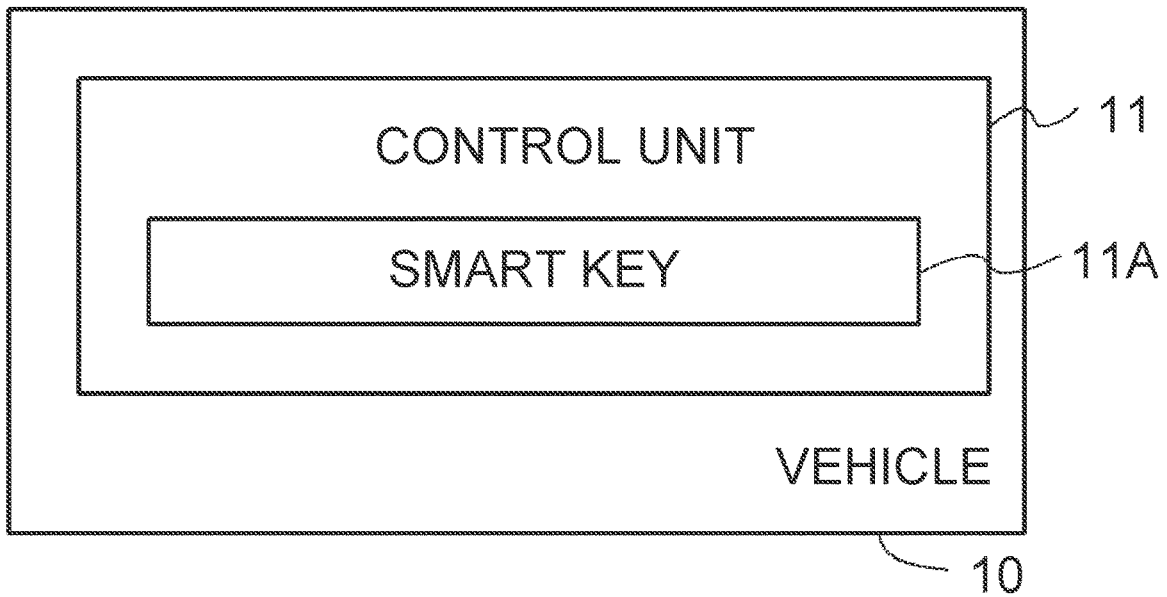 CONTROL UNIT
11
SMART KEY
11A
VEHICLE
10